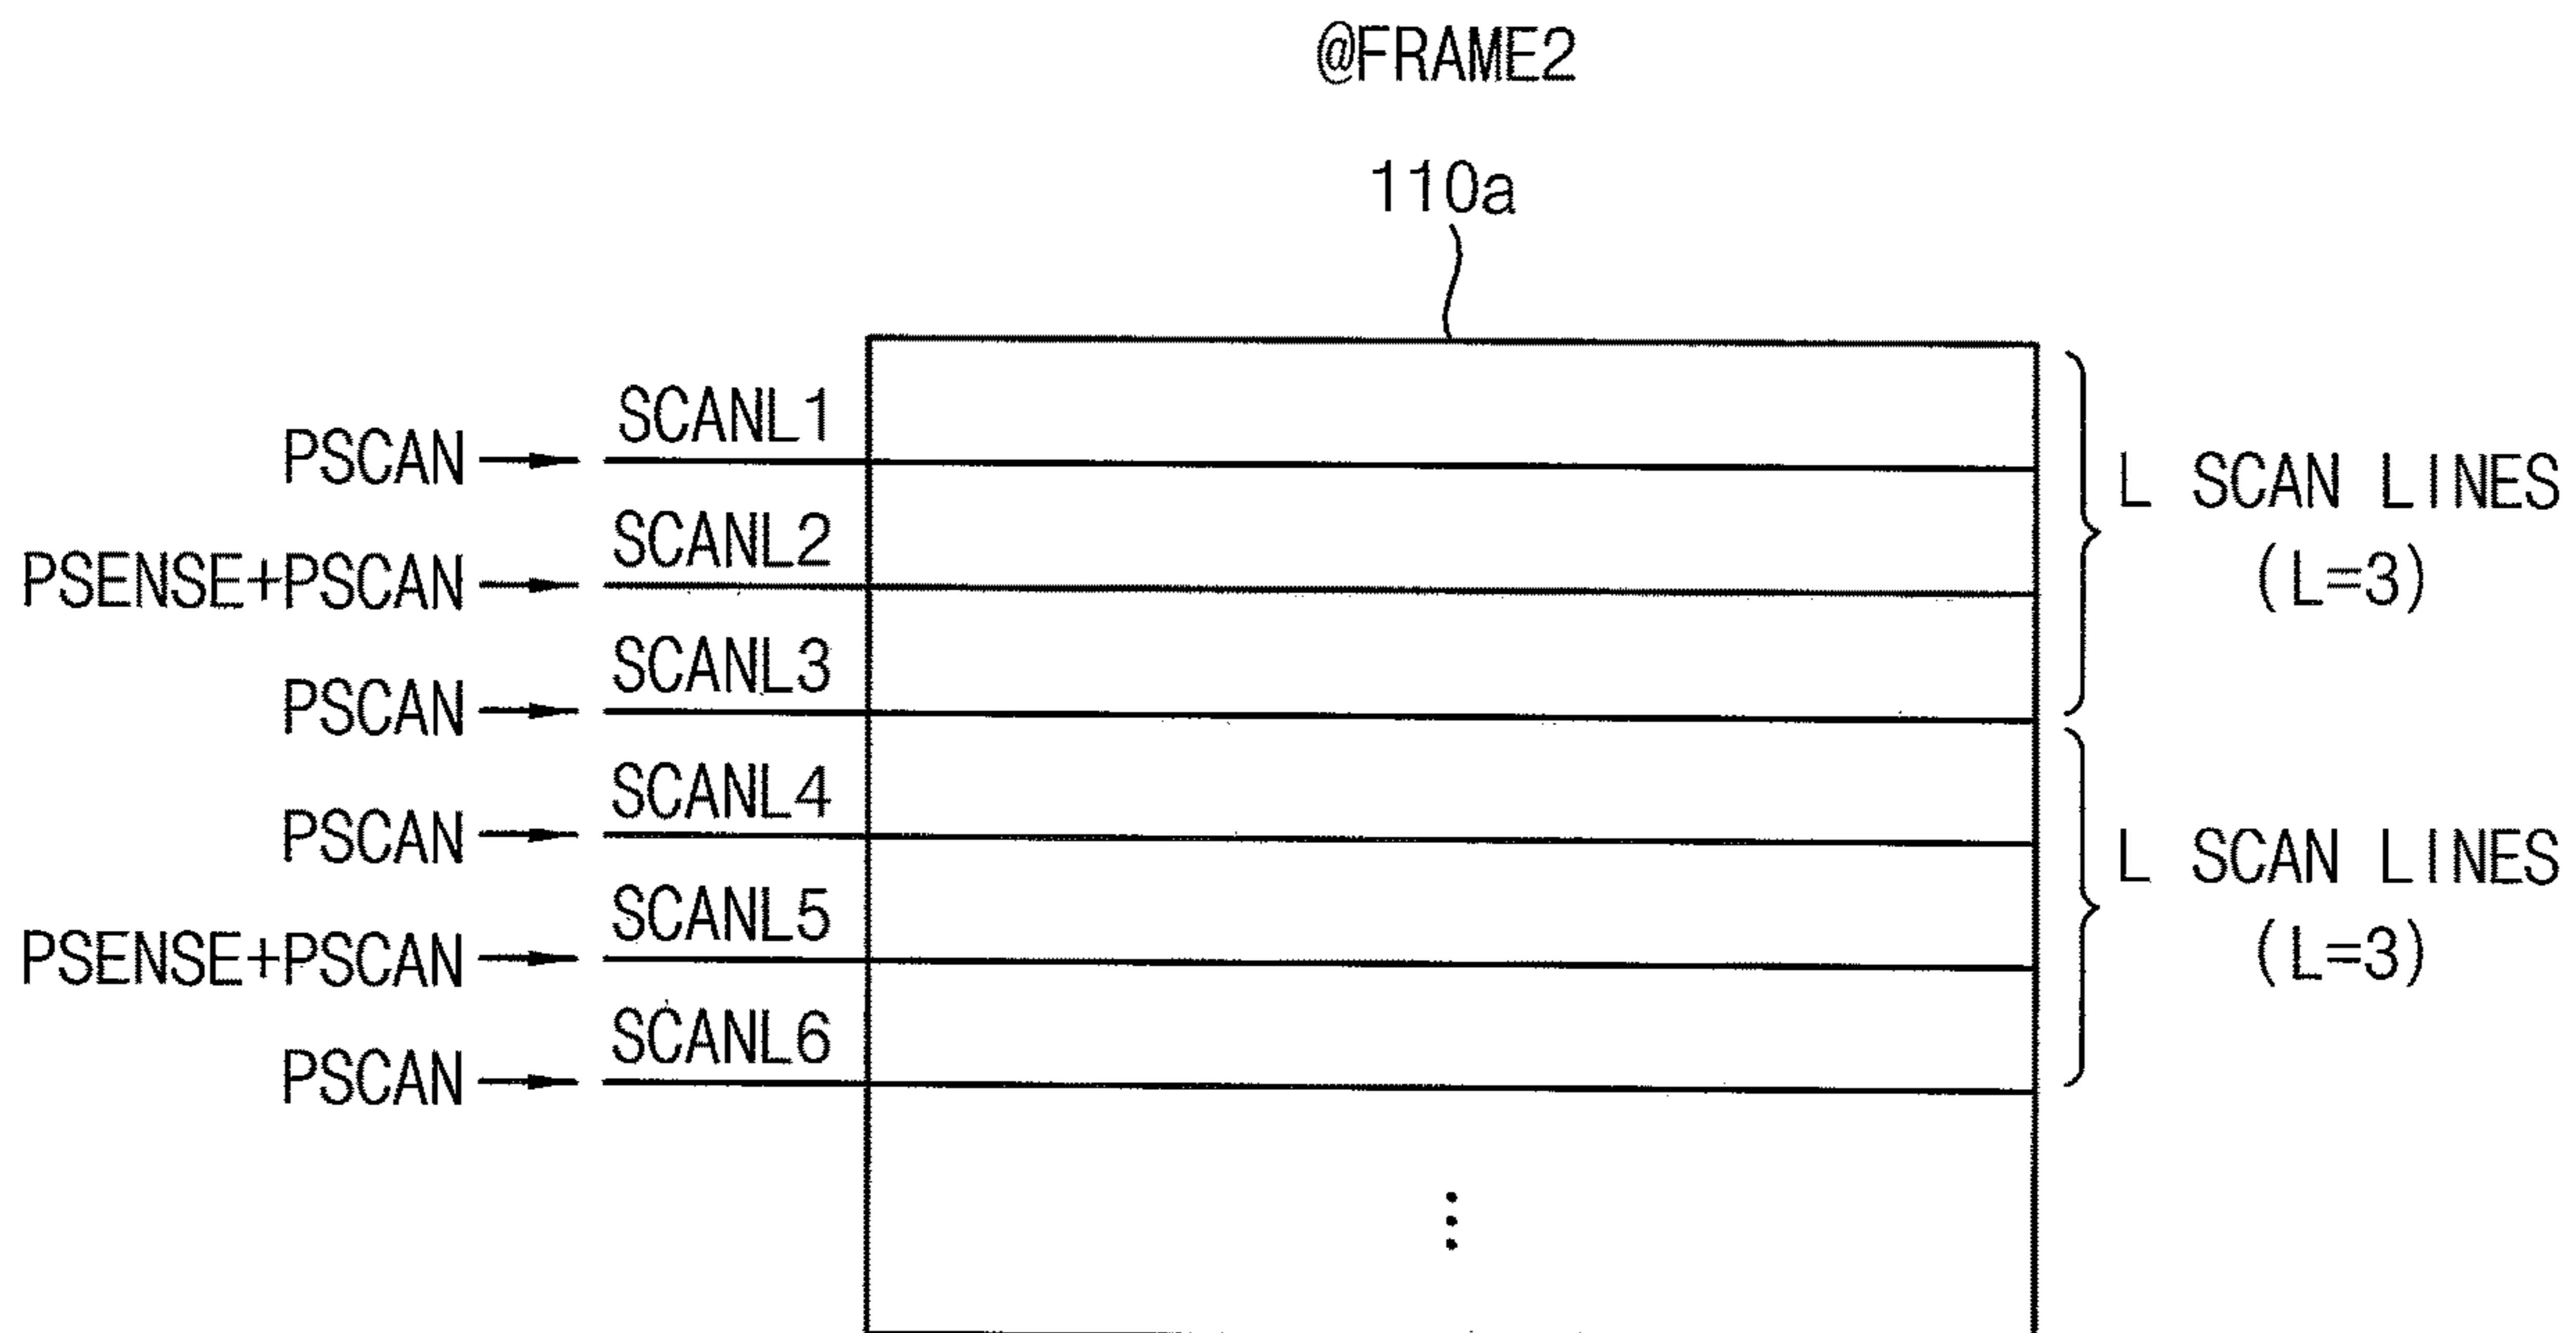 @FRAME2
110a
SCANL1
PSCAN
SCANL2
PSENSE+PSCAN
SCANL3
PSCAN
SCANL4
PSCAN
SCANL5
PSENSE+PSCAN
SCANL6
PSCAN
L SCAN LINES
(L=3)
L SCAN LINES
(L=3)